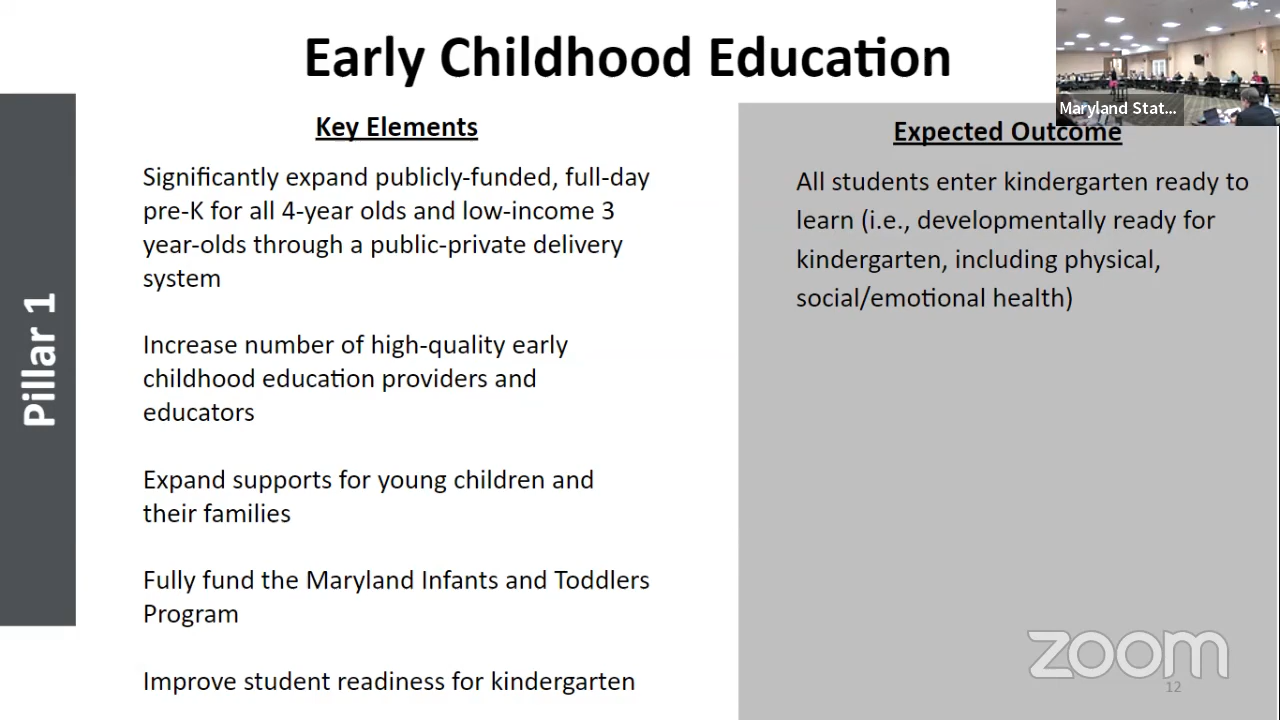 Early Childhood Education
Maryland Stat...
Pillar 1
Key Elements
Significantly expand publicly-funded, full-day
pre-K for all 4-year olds and low-income 3
year-olds through a public-private delivery
system
Increase number of high-quality early
childhood education providers and
educators
Expand supports for young children and
their families
Fully fund the Maryland Infants and Toddlers
Program
Improve student readiness for kindergarten
Expected Outcome
All students enter kindergarten ready to
learn (i.e., developmentally ready for
kindergarten, including physical,
social/emotional health)
zoom
12